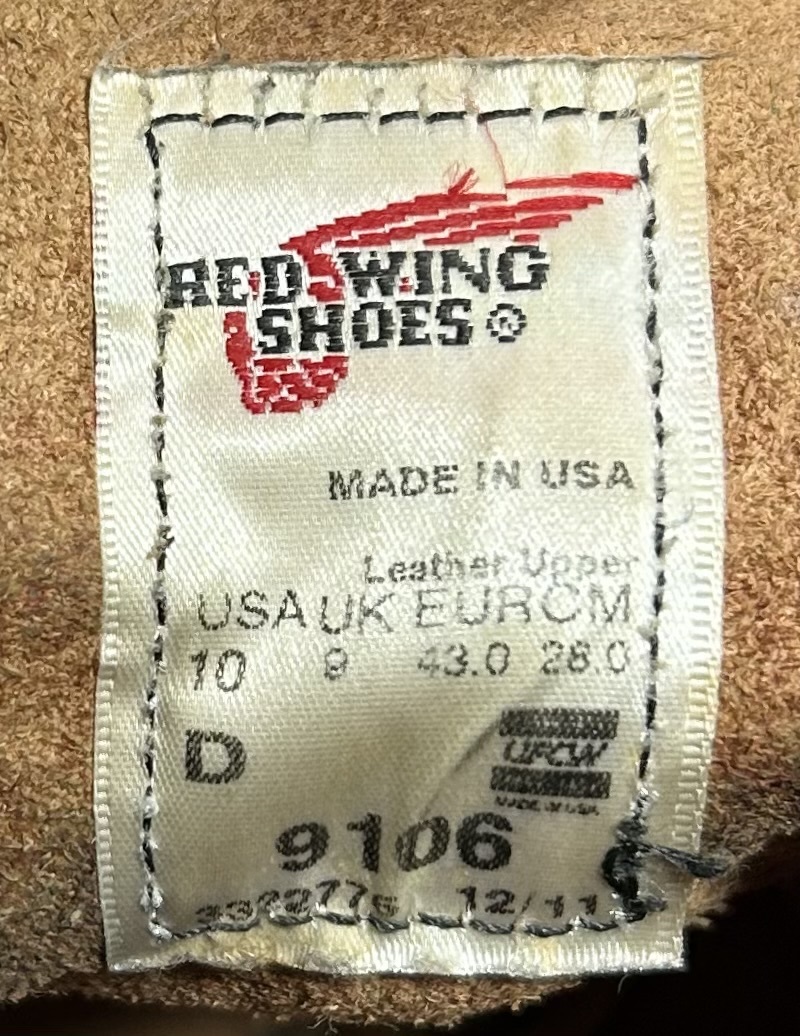 RED WING
SHOES®
MADE IN USA
Leather Upper
USA UK EUR CM
10 9 43.0 28.0
D
UFCW
MADE IN USA
9106
12/11